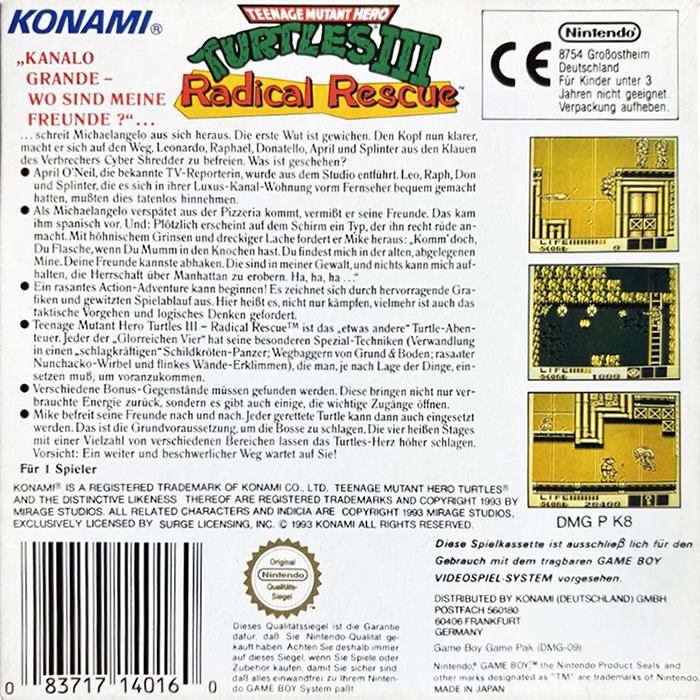 KONAMI®
TEENAGE MUTANT HERO
TURTLES III
Radical Rescue™
„KANALO
GRANDE –
WO SIND MEINE
FREUNDE ?“ ...
... schreit Michaelangelo aus sich heraus. Die erste Wut ist gewichen. Den Kopf nun klarer,
macht er sich auf den Weg, Leonardo, Raphael, Donatello, April und Splinter aus den Klauen
des Verbrechers Cyber Shredder zu befreien. Was ist geschehen?
● April O'Neil, die bekannte TV-Reporterin, wurde aus dem Studio entführt. Leo, Raph, Don
und Splinter, die es sich in ihrer Luxus-Kanal-Wohnung vorm Fernseher bequem gemacht
hatten, mußten dies tatenlos hinnehmen.
● Als Michaelangelo verspätet aus der Pizzeria kommt, vermißt er seine Freunde. Das kam
ihm spanisch vor. Und: Plötzlich erscheint auf dem Schirm ein Typ, der ihn recht rüde an-
macht. Mit höhnischem Grinsen und dreckiger Lache fordert er Mike heraus: „Komm' doch,
Du Flasche, wenn Du Mumm in den Knochen hast. Du findest mich in der alten, abgelegenen
Mine. Deine Freunde kannste abhaken. Die sind in meiner Gewalt, und nichts kann mich auf-
halten, die Herrschaft über Manhattan zu erobern. Ha, ha, ha ...“
● Ein rasantes Action-Adventure kann beginnen! Es zeichnet sich durch hervorragende Gra-
fiken und gewitzten Spielablauf aus. Hier heißt es, nicht nur kämpfen, vielmehr ist auch das
taktische Vorgehen und logisches Denken gefordert.
● Teenage Mutant Hero Turtles III – Radical Rescue™ ist das „etwas andere“ Turtle-Aben-
teuer. Jeder der „Glorreichen Vier“ hat seine besonderen Spezial-Techniken (Verwandlung
in einen „schlagkräftigen“ Schildkröten-Panzer; Wegbaggern von Grund & Boden; rasanter
Nunchacko-Wirbel und flinkes Wände-Erklimmen), die man, je nach Lage der Dinge, ein-
setzen muß, um voranzukommen.
● Verschiedene Bonus-Gegenstände müssen gefunden werden. Diese bringen nicht nur ver-
brauchte Energie zurück, sondern es gibt auch einige, die wichtige Zugänge öffnen.
● Mike befreit seine Freunde nach und nach. Jeder gerettete Turtle kann dann auch eingesetzt
werden. Das ist die Grundvoraussetzung, um die Bosse zu schlagen. Die vier heißen Stages
mit einer Vielzahl von verschiedenen Bereichen lassen das Turtles-Herz höher schlagen.
Vorsicht: Ein weiter und beschwerlicher Weg wartet auf Sie!
Für 1 Spieler
KONAMI® IS A REGISTERED TRADEMARK OF KONAMI CO., LTD. TEENAGE MUTANT HERO TURTLES®
AND THE DISTINCTIVE LIKENESS THEREOF ARE REGISTERED TRADEMARKS AND COPYRIGHT 1993 BY
MIRAGE STUDIOS. ALL RELATED CHARACTERS AND INDICIA ARE COPYRIGHT 1993 MIRAGE STUDIOS,
EXCLUSIVELY LICENSED BY SURGE LICENSING, INC. © 1993 KONAMI ALL RIGHTS RESERVED.
CE
Nintendo
8754 Großostheim
Deutschland
Für Kinder unter 3
Jahren nicht geeignet.
Verpackung aufheben.
LIFE
SCORE
LIFE
SCORE
LIFE
SCORE
DMG P K8
Diese Spielkassette ist ausschließ lich für den
Gebrauch mit dem tragbaren GAME BOY
VIDEOSPIEL-SYSTEM vorgesehen.
DISTRIBUTED BY KONAMI (DEUTSCHLAND) GMBH
POSTFACH 560180
60406 FRANKFURT
GERMANY
Game Boy Game Pak (DMG-09)
Nintendo,® GAME BOY,™ the Nintendo Product Seals and
other marks designated as "TM" are trademarks of Nintendo
MADE IN JAPAN
Original
Nintendo
Qualitäts-
Siegel
Dieses Qualitätssiegel ist die Garantie
dafür, daß Sie Nintendo-Qualität ge-
kauft haben. Achten Sie deshalb immer
auf dieses Siegel, wenn Sie Spiele oder
Zubehör kaufen, damit Sie sicher sind,
daß alles einwandfrei zu Ihrem Ninten-
do GAME BOY System paßt.
0 83717 14016 0